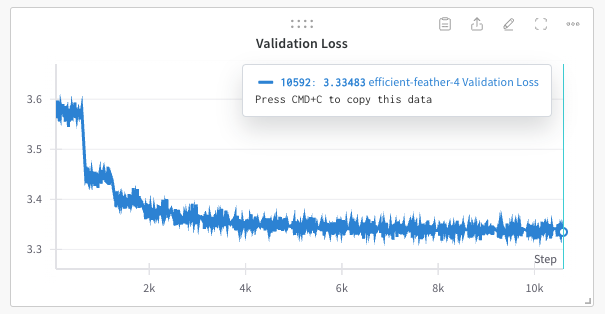 Validation Loss
10592: 3.33483 efficient-feather-4 Validation Loss
Press CMD+C to copy this data
3.6
3.5
3.4
3.3
Step
2k
4k
6k
8k
10k